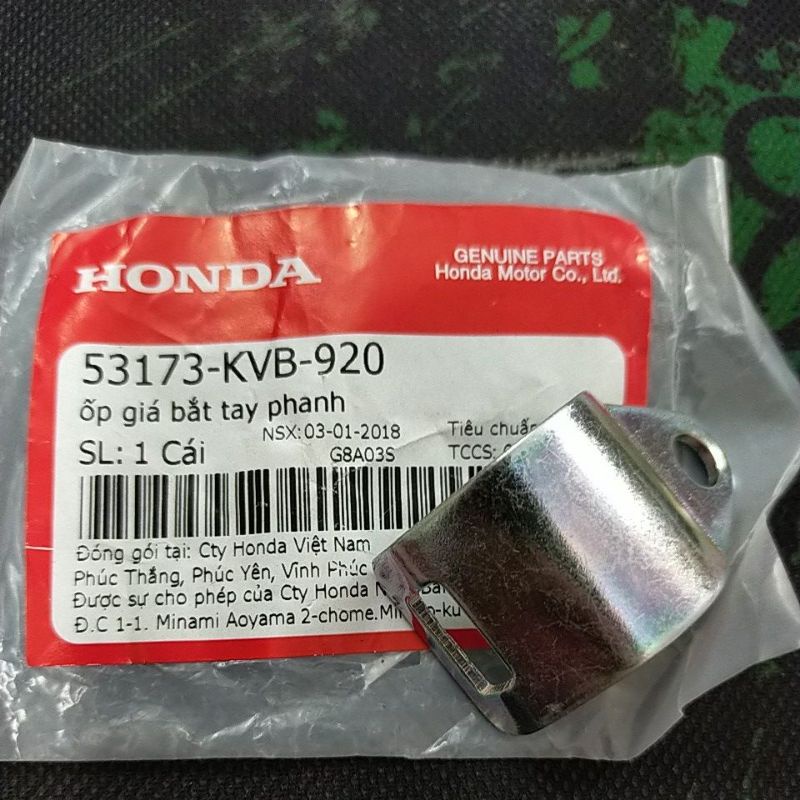 HONDA
GENUINE PARTS
Honda Motor Co., Ltd.
53173-KVB-920
ốp giá bắt tay phanh
NSX: 03-01-2018
Tiêu chuẩn
SL: 1 Cái
G8A03S
TCCS:
Đóng gói tại: Cty Honda Việt Nam
Phúc Thắng, Phúc Yên, Vĩnh Phúc
Được sự cho phép của Cty Honda
Đ.C 1-1. Minami Aoyama 2-chome.